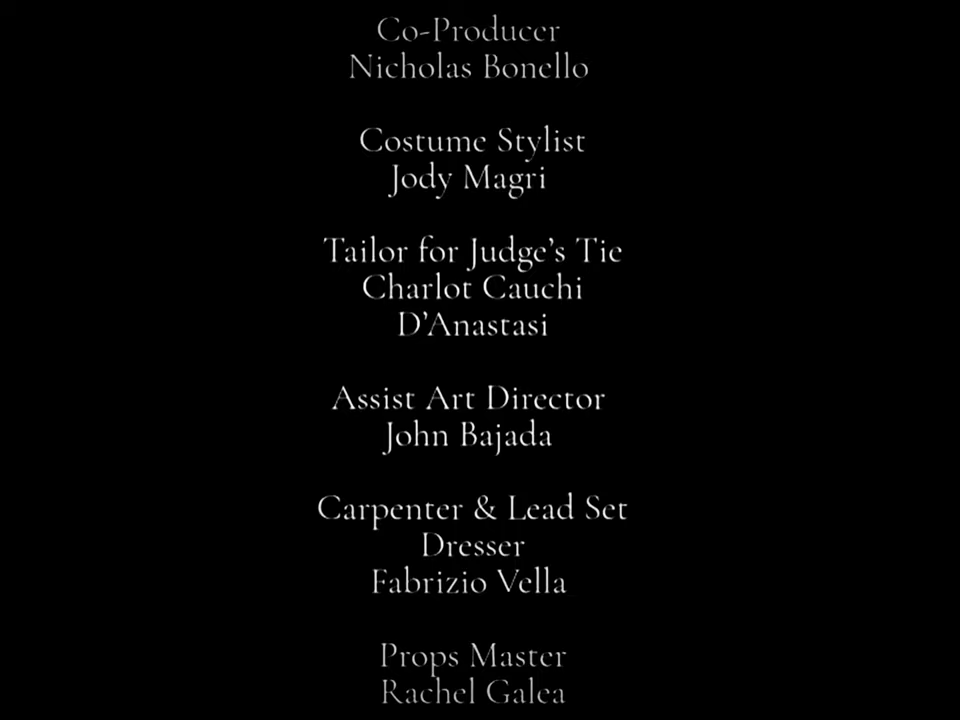 Co-Producer
Nicholas Bonello
Costume Stylist
Jody Magri
Tailor for Judge’s Tie
Charlot Cauchi
D’Anastasi
Assist Art Director
John Bajada
Carpenter & Lead Set
Dresser
Fabrizio Vella
Props Master
Rachel Galea